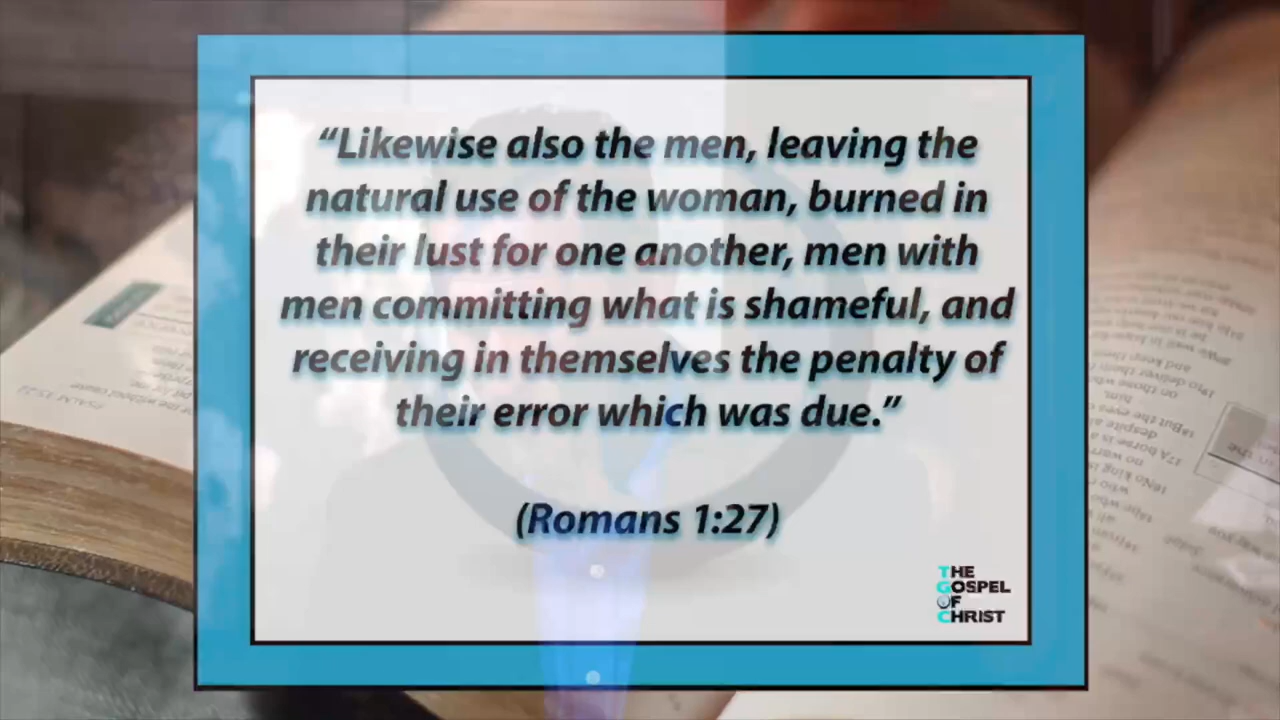 “Likewise also the men, leaving the
natural use of the woman, burned in
their lust for one another, men with
men committing what is shameful, and
receiving in themselves the penalty of
their error which was due.”
(Romans 1:27)
THE
GOSPEL
OF
CHRIST